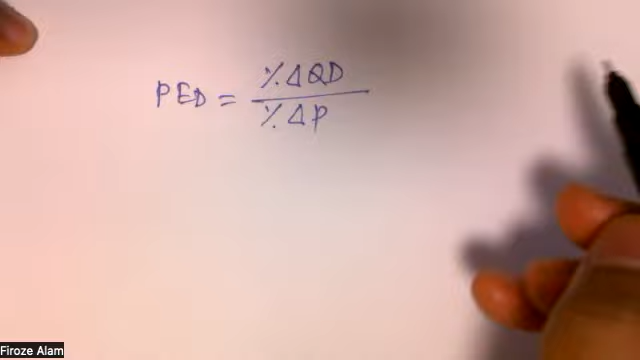 PED = %ΔQD
%ΔP
Firoze Alam